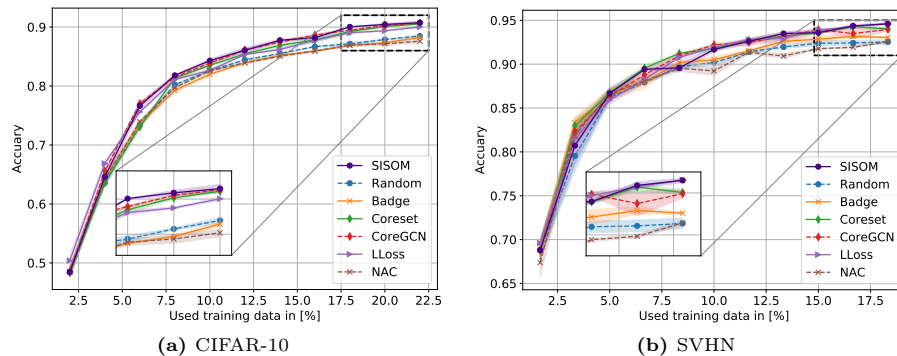 0.9
0.8
0.7
0.6
0.5
Accuary
SISOM
Random
Badge
Coreset
CoreGCN
LLoss
NAC
2.5 5.0 7.5 10.0 12.5 15.0 17.5 20.0 22.5
Used training data in [%]
(a) CIFAR-10
0.95
0.90
0.85
0.80
0.75
0.70
0.65
Accuary
SISOM
Random
Badge
Coreset
CoreGCN
LLoss
NAC
2.5 5.0 7.5 10.0 12.5 15.0 17.5
Used training data in [%]
(b) SVHN